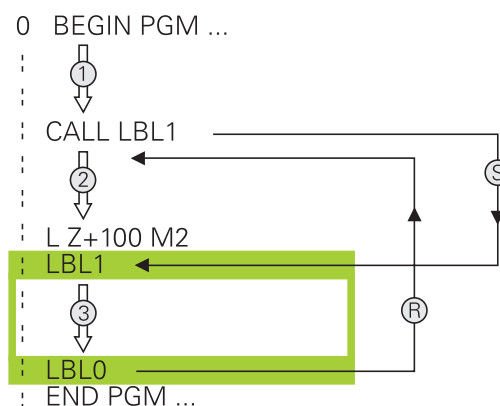 0 BEGIN PGM ...
1
CALL LBL1
S
2
L Z+100 M2
LBL1
3
R
LBL0
END PGM ...